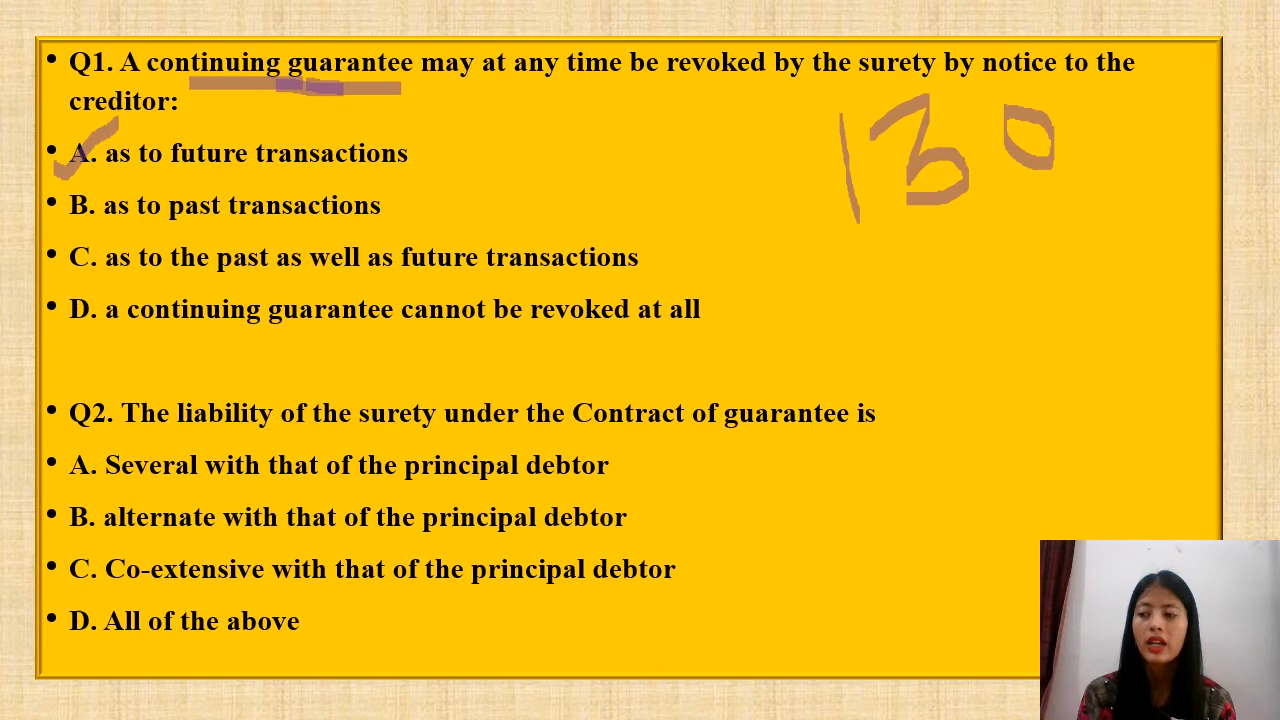 • Q1. A continuing guarantee may at any time be revoked by the surety by notice to the
creditor:
130
• A. as to future transactions
• B. as to past transactions
• C. as to the past as well as future transactions
• D. a continuing guarantee cannot be revoked at all
• Q2. The liability of the surety under the Contract of guarantee is
• A. Several with that of the principal debtor
• B. alternate with that of the principal debtor
• C. Co-extensive with that of the principal debtor
• D. All of the above